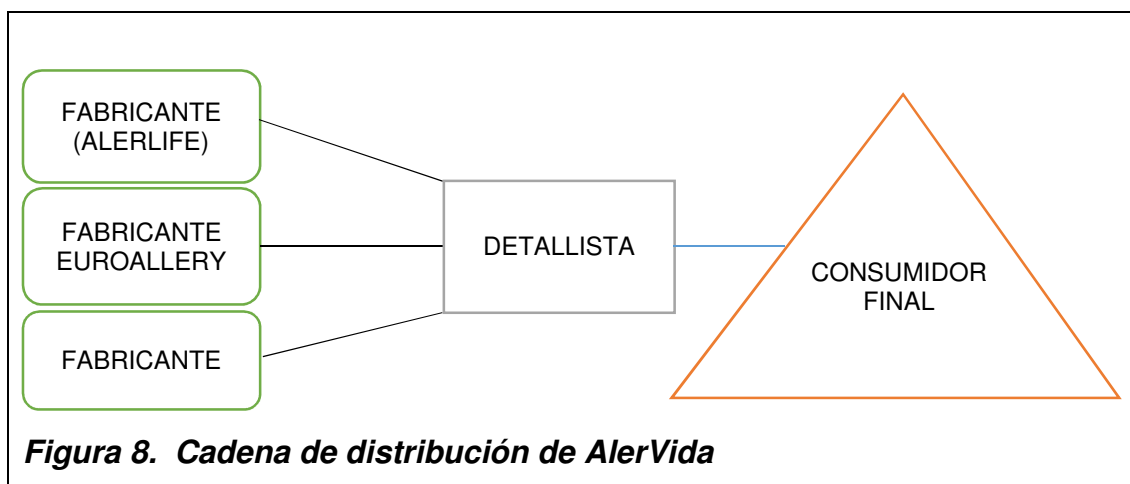 FABRICANTE
(ALERLIFE)
FABRICANTE
EUROALLERY
FABRICANTE
DETALLISTA
CONSUMIDOR
FINAL
Figura 8. Cadena de distribución de AlerVida